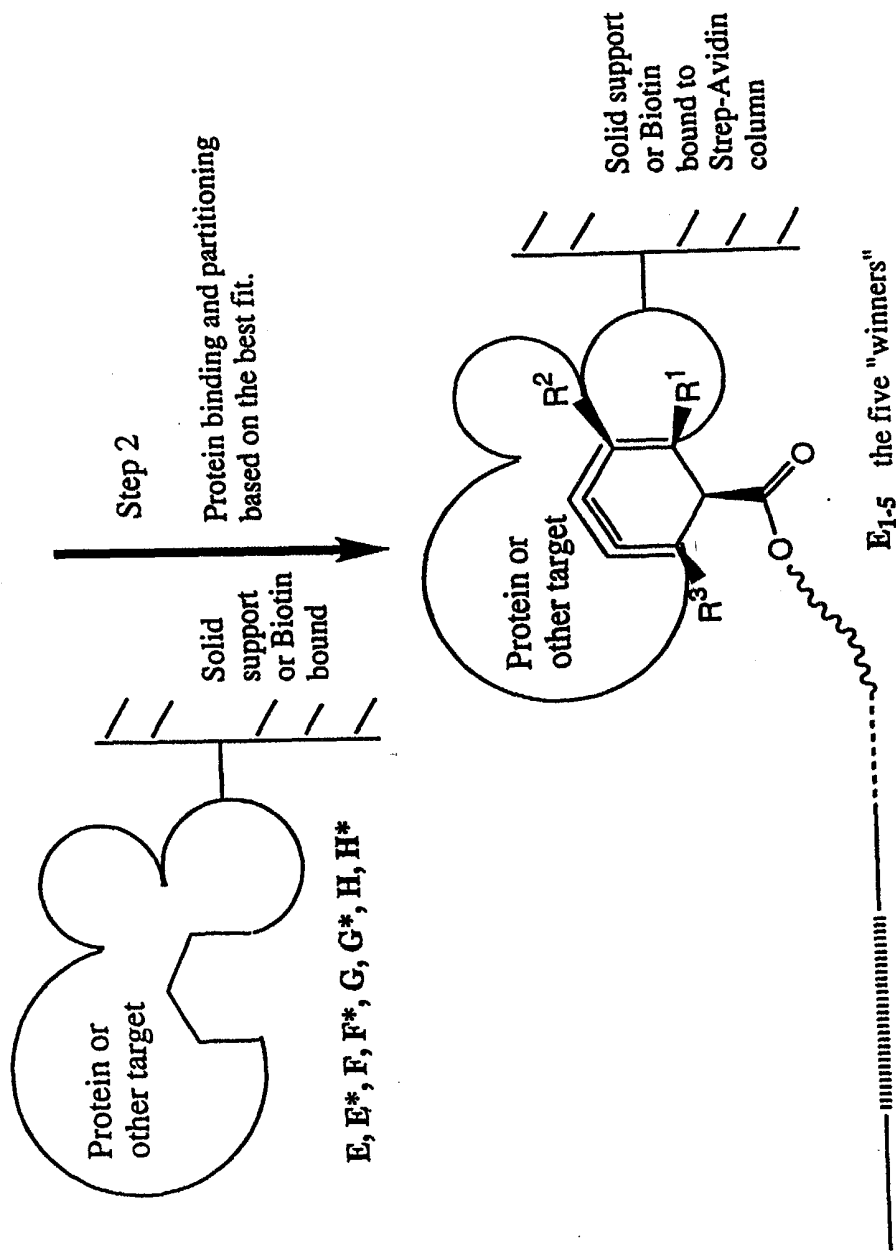 Protein or
other target
Solid
support
or Biotin
bound
E, E*, F, F*, G, G*, H, H*
Step 2
Protein binding and partitioning
based on the best fit.
Protein or
other target
R²
R¹
R³
O
O
Solid support
or Biotin
bound to
Strep-Avidin
column
E₁₋₅ the five "winners"